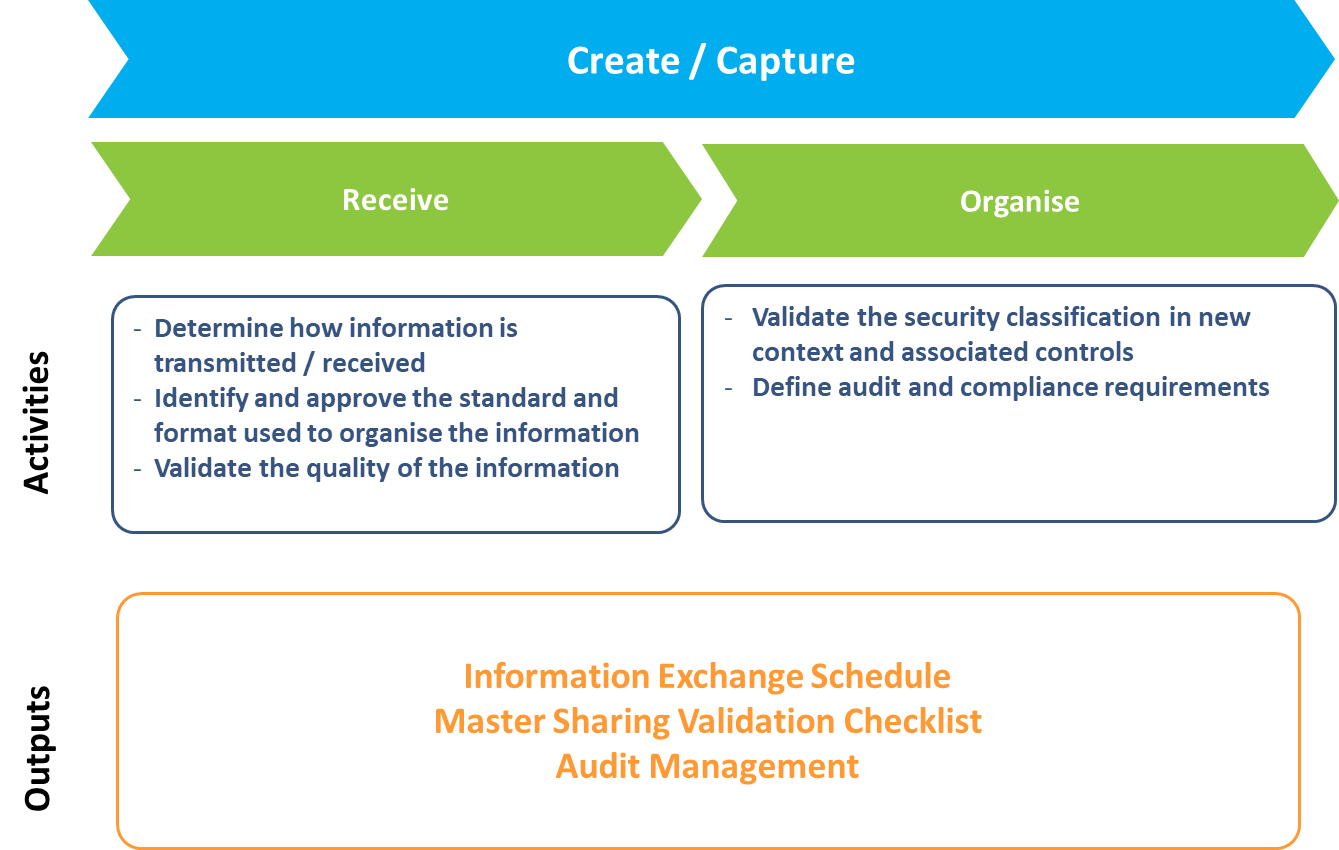 Create / Capture
Receive
Organise
Activities
- Determine how information is
transmitted / received
- Identify and approve the standard and
format used to organise the information
- Validate the quality of the information
- Validate the security classification in new
context and associated controls
- Define audit and compliance requirements
Outputs
Information Exchange Schedule
Master Sharing Validation Checklist
Audit Management